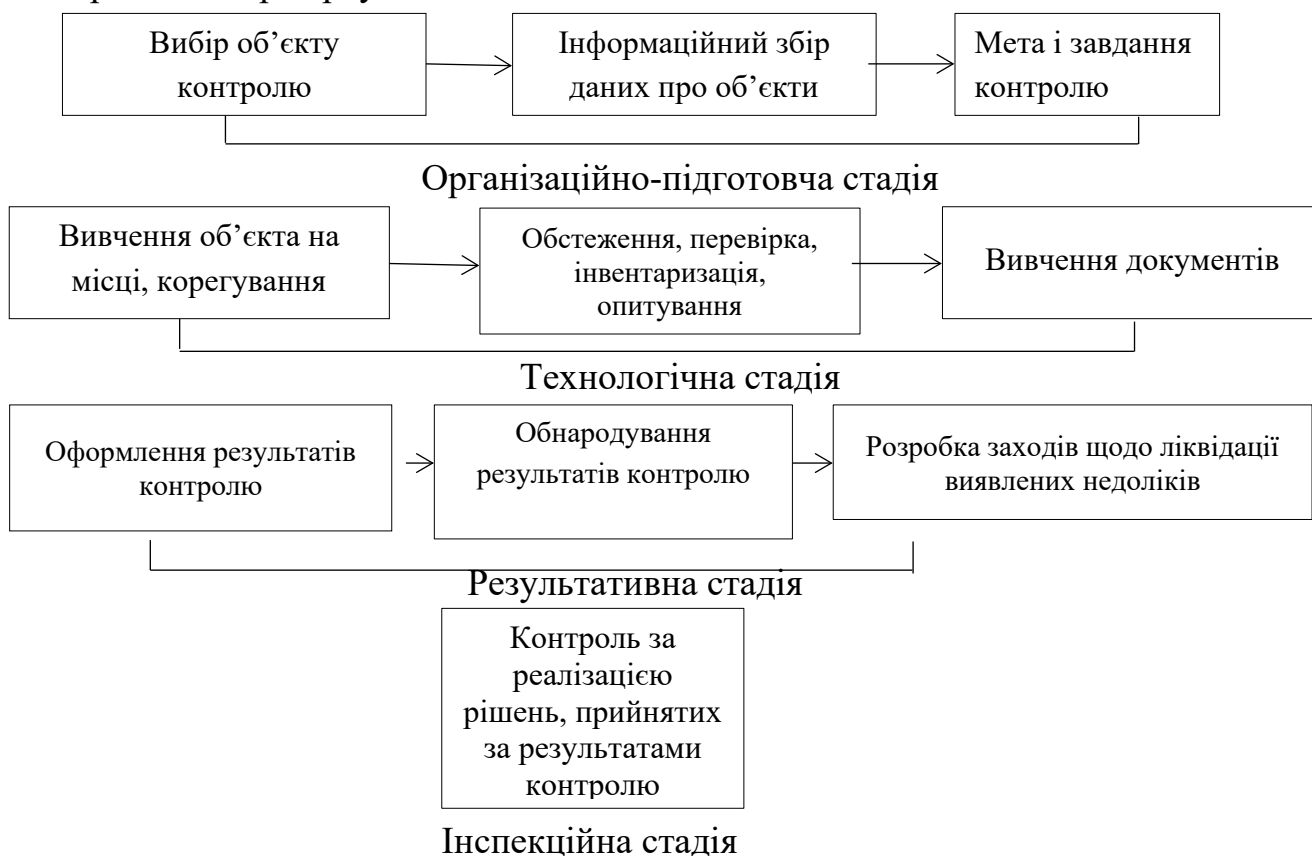 Вибір об’єкту
контролю
Інформаційний збір
даних про об’єкти
Мета і завдання
контролю
Організаційно-підготовча стадія
Вивчення об’єкта на
місці, корегування
Обстеження, перевірка,
інвентаризація,
опитування
Вивчення документів
Технологічна стадія
Оформлення результатів
контролю
Обнародування
результатів контролю
Розробка заходів щодо ліквідації
виявлених недоліків
Результативна стадія
Контроль за
реалізацією
рішень, прийнятих
за результатами
контролю
Інспекційна стадія